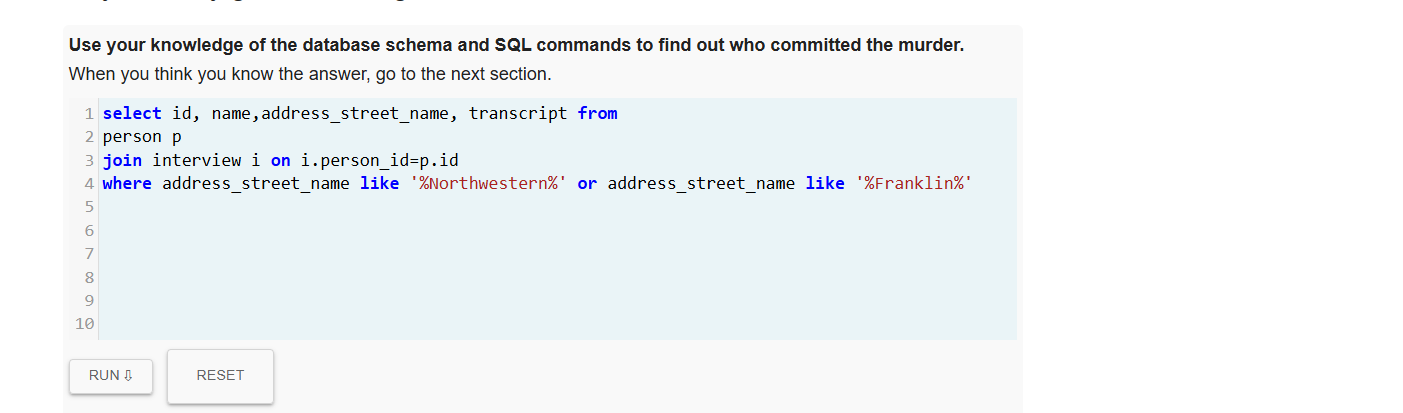 Use your knowledge of the database schema and SQL commands to find out who committed the murder.
When you think you know the answer, go to the next section.
1 select id, name,address_street_name, transcript from
2 person p
3 join interview i on i.person_id=p.id
4 where address_street_name like '%Northwestern%' or address_street_name like '%Franklin%'
5
6
7
8
9
10
RUN ⇩ RESET